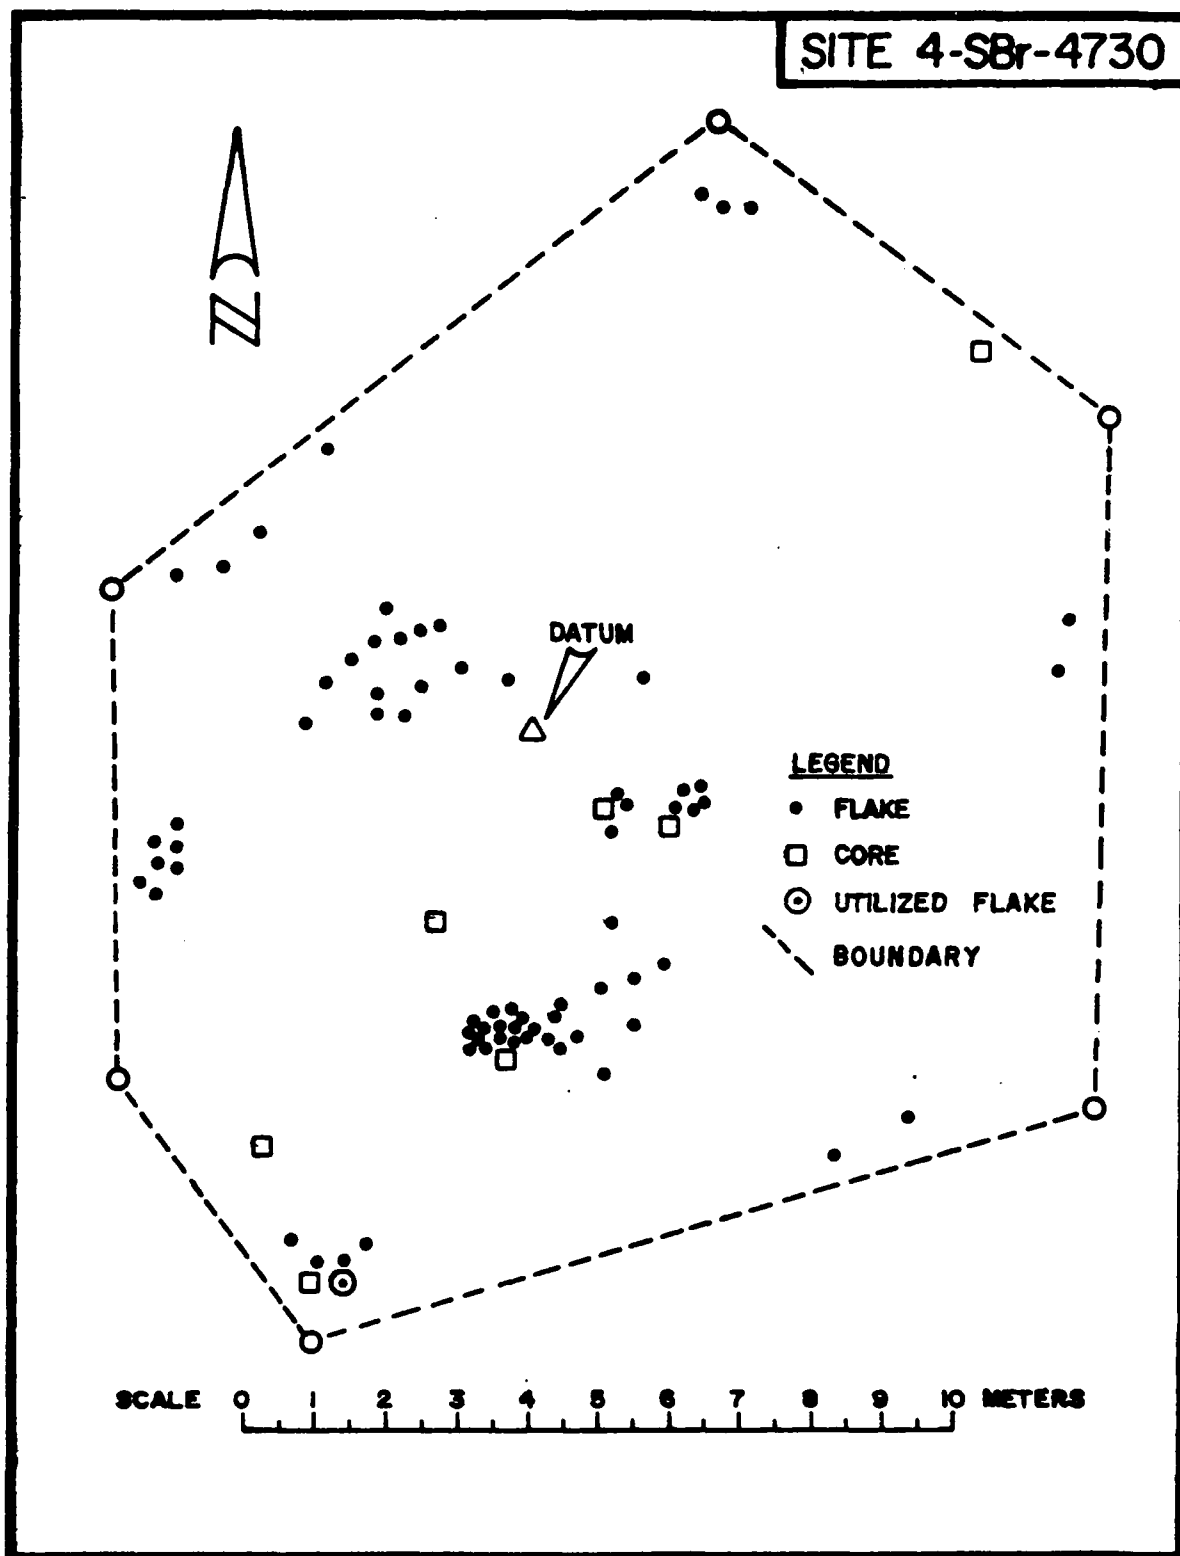 SITE 4-SBr-4730
N
DATUM
LEGEND
FLAKE
CORE
UTILIZED FLAKE
BOUNDARY
SCALE 0 1 2 3 4 5 6 7 8 9 10 METERS